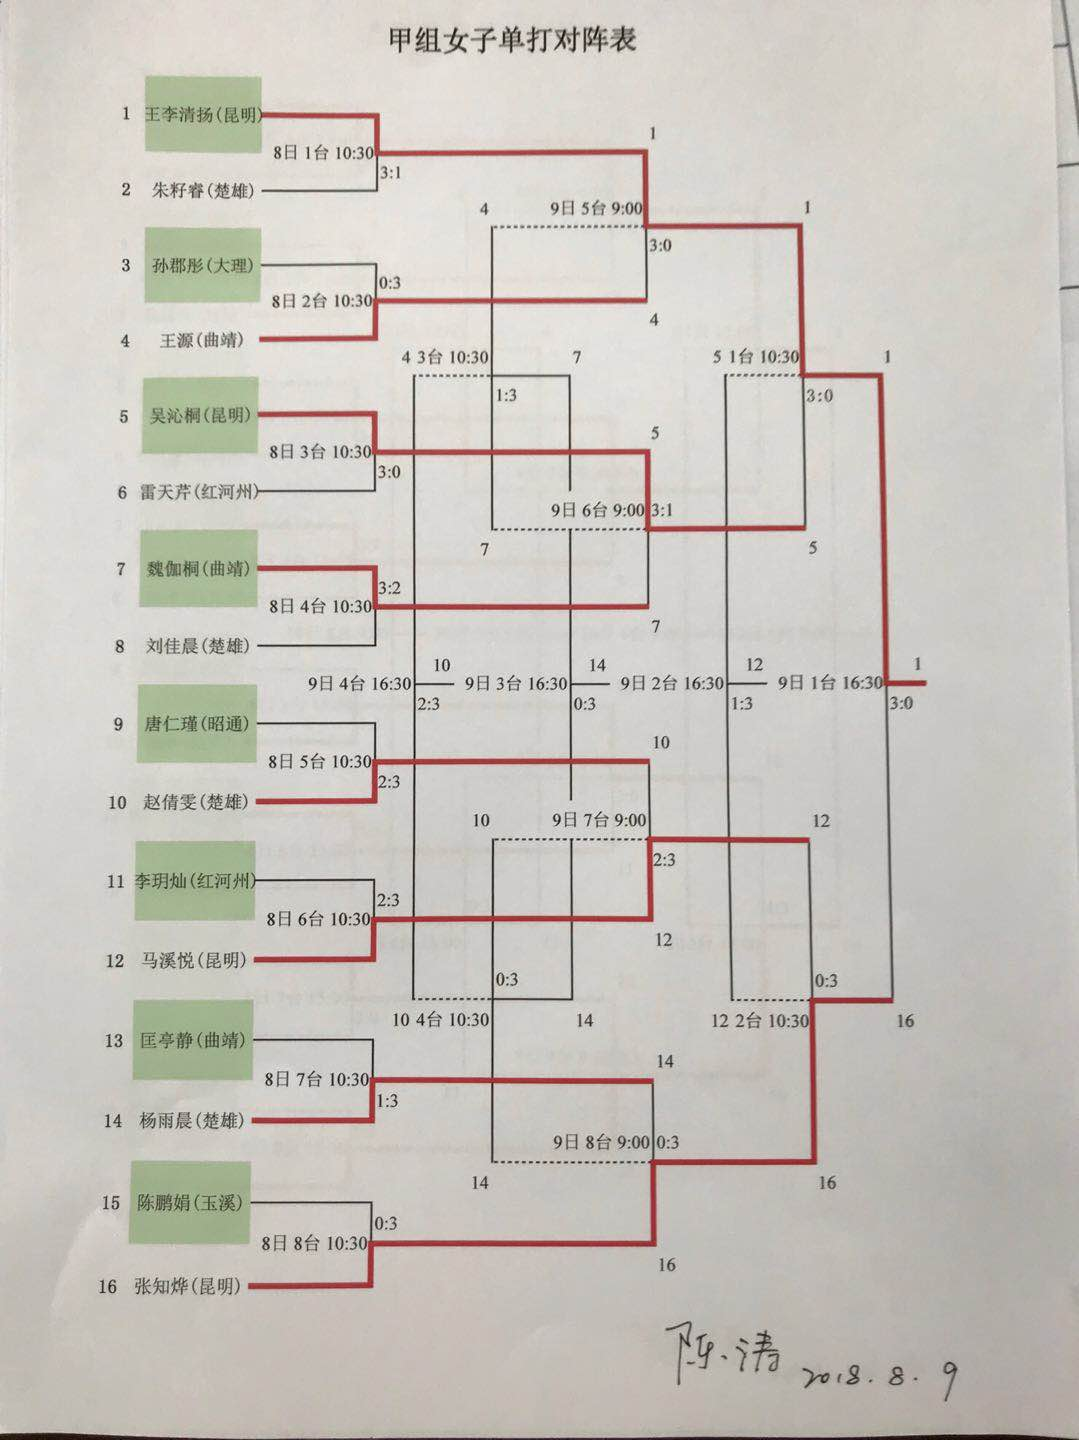 甲组女子单打对阵表
1 王李清扬(昆明)
1
8日 1台 10:30
3:1
2 朱籽睿(楚雄)
4
9日 5台 9:00
1
3:0
3 孙郡彤(大理)
0:3
8日 2台 10:30
4
4 王源(曲靖)
4 3台 10:30
7
5 1台 10:30
1
1:3
3:0
5 吴沁桐(昆明)
5
8日 3台 10:30
3:0
6 雷天芹(红河州)
9日 6台 9:00
3:1
7
5
7 魏伽桐(曲靖)
3:2
8日 4台 10:30
7
8 刘佳晨(楚雄)
10
14
12
1
9日 4台 16:30
9日 3台 16:30
9日 2台 16:30
9日 1台 16:30
2:3
0:3
1:3
3:0
9 唐仁瑾(昭通)
10
8日 5台 10:30
2:3
10 赵倩雯(楚雄)
10
9日 7台 9:00
12
2:3
11 李玥灿(红河州)
2:3
8日 6台 10:30
12
12 马溪悦(昆明)
0:3
0:3
10 4台 10:30
14
12 2台 10:30
16
13 匡亭静(曲靖)
14
8日 7台 10:30
1:3
14 杨雨晨(楚雄)
9日 8台 9:00
0:3
14
16
15 陈鹏娟(玉溪)
0:3
8日 8台 10:30
16
16 张知烨(昆明)
陈涛
2018.8.9